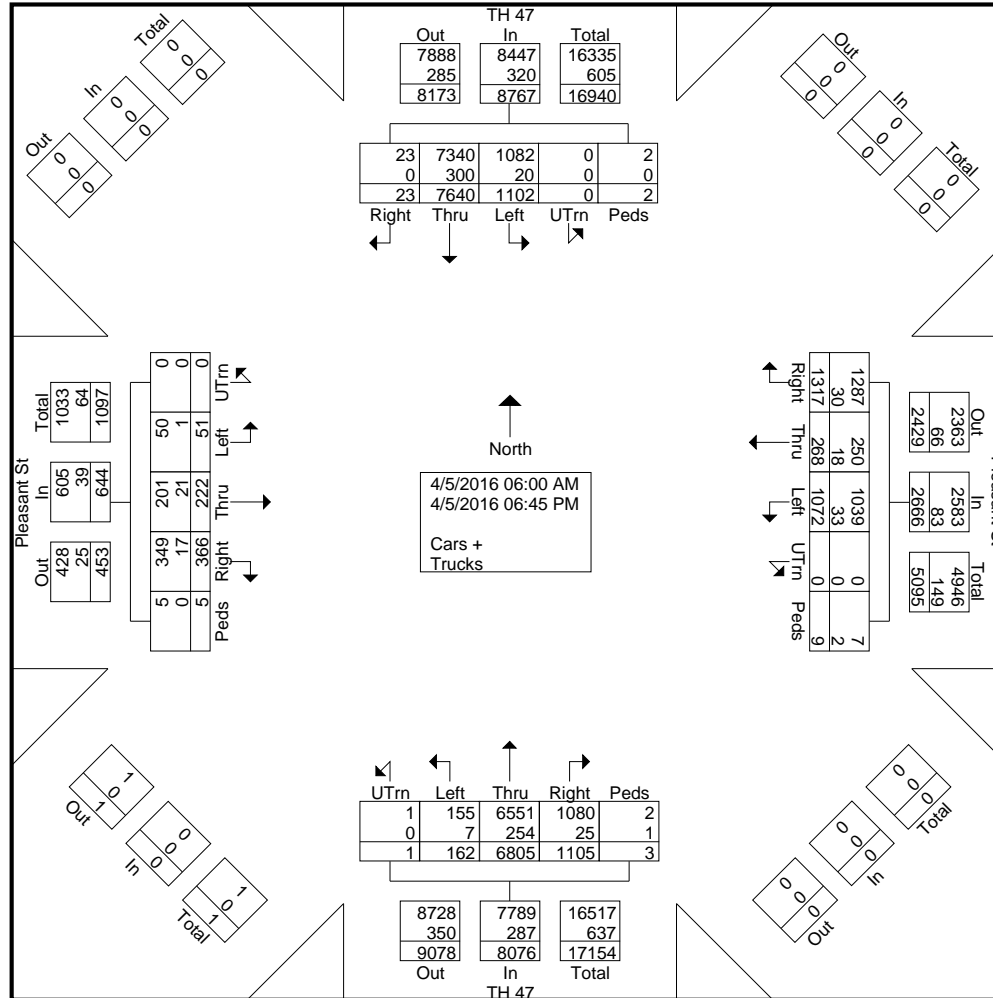 TH 47
Out In Total
7888 8447 16335
285 320 605
8173 8767 16940
23 7340 1082 0 2
0 300 20 0 0
23 7640 1102 0 2
Right Thru Left UTrn Peds
Total
0
0
0
In
0
0
0
Out
0
0
0
Out
0
0
0
In
0
0
0
Total
0
0
0
Pleasant St
Total
1033
64
1097
In
605
39
644
Out
428
25
453
UTrn
0
0
0
Left
50
1
51
Thru
201
21
222
Right
349
17
366
Peds
5
0
5
North
4/5/2016 06:00 AM
4/5/2016 06:45 PM
Cars +
Trucks
Right
1287
30
1317
Thru
250
18
268
Left
1039
33
1072
UTrn
0
0
0
Peds
7
2
9
Out
2363
66
2429
In
2583
83
2666
Total
4946
149
5095
Out
1
0
1
In
0
0
0
Total
1
0
1
Total
0
0
0
In
0
0
0
Out
0
0
0
UTrn Left Thru Right Peds
1 155 6551 1080 2
0 7 254 25 1
1 162 6805 1105 3
8728 7789 16517
350 287 637
9078 8076 17154
Out In Total
TH 47